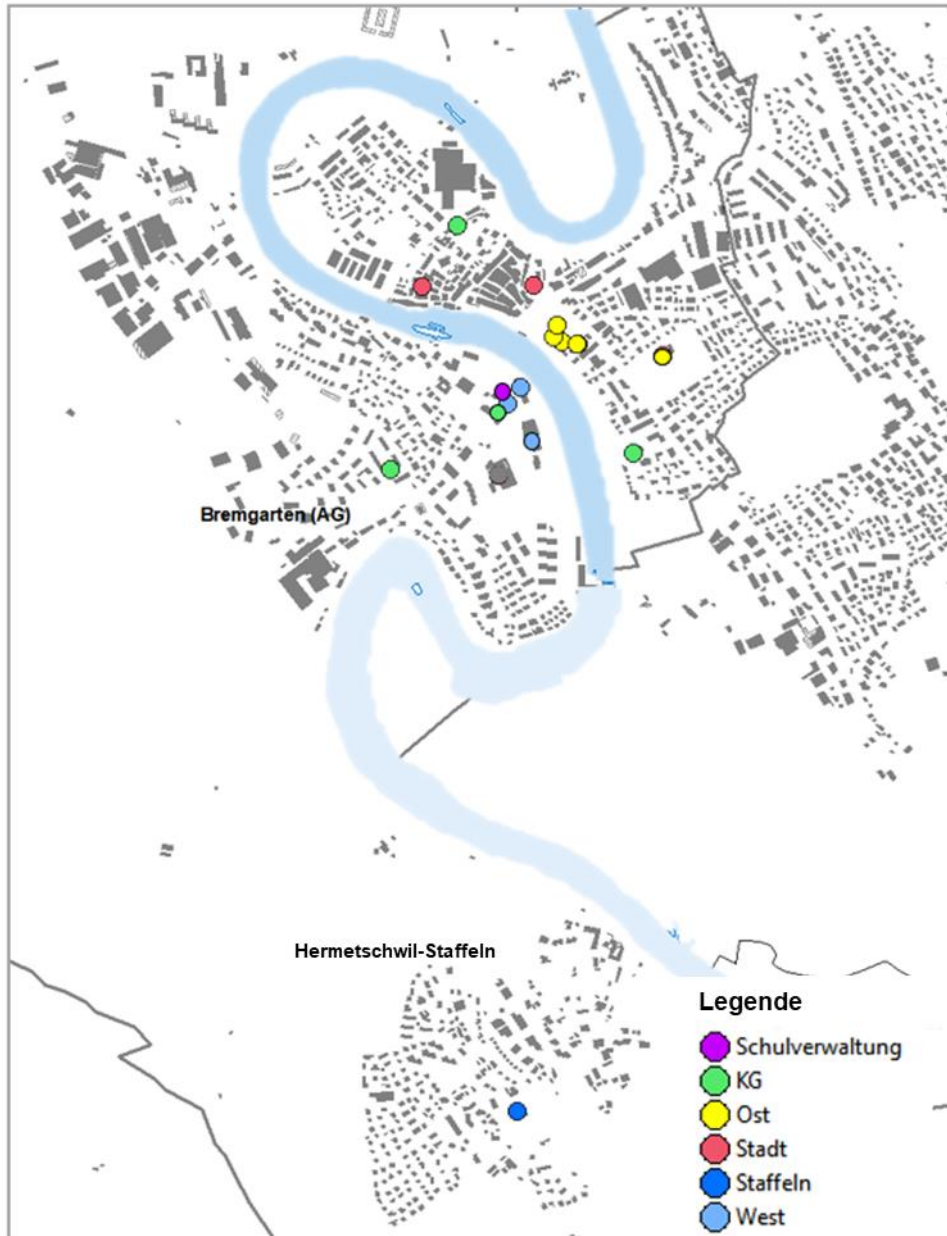 Bremgarten (AG)
Hermetschwil-Staffeln
Legende
Schulverwaltung
KG
Ost
Stadt
Staffeln
West